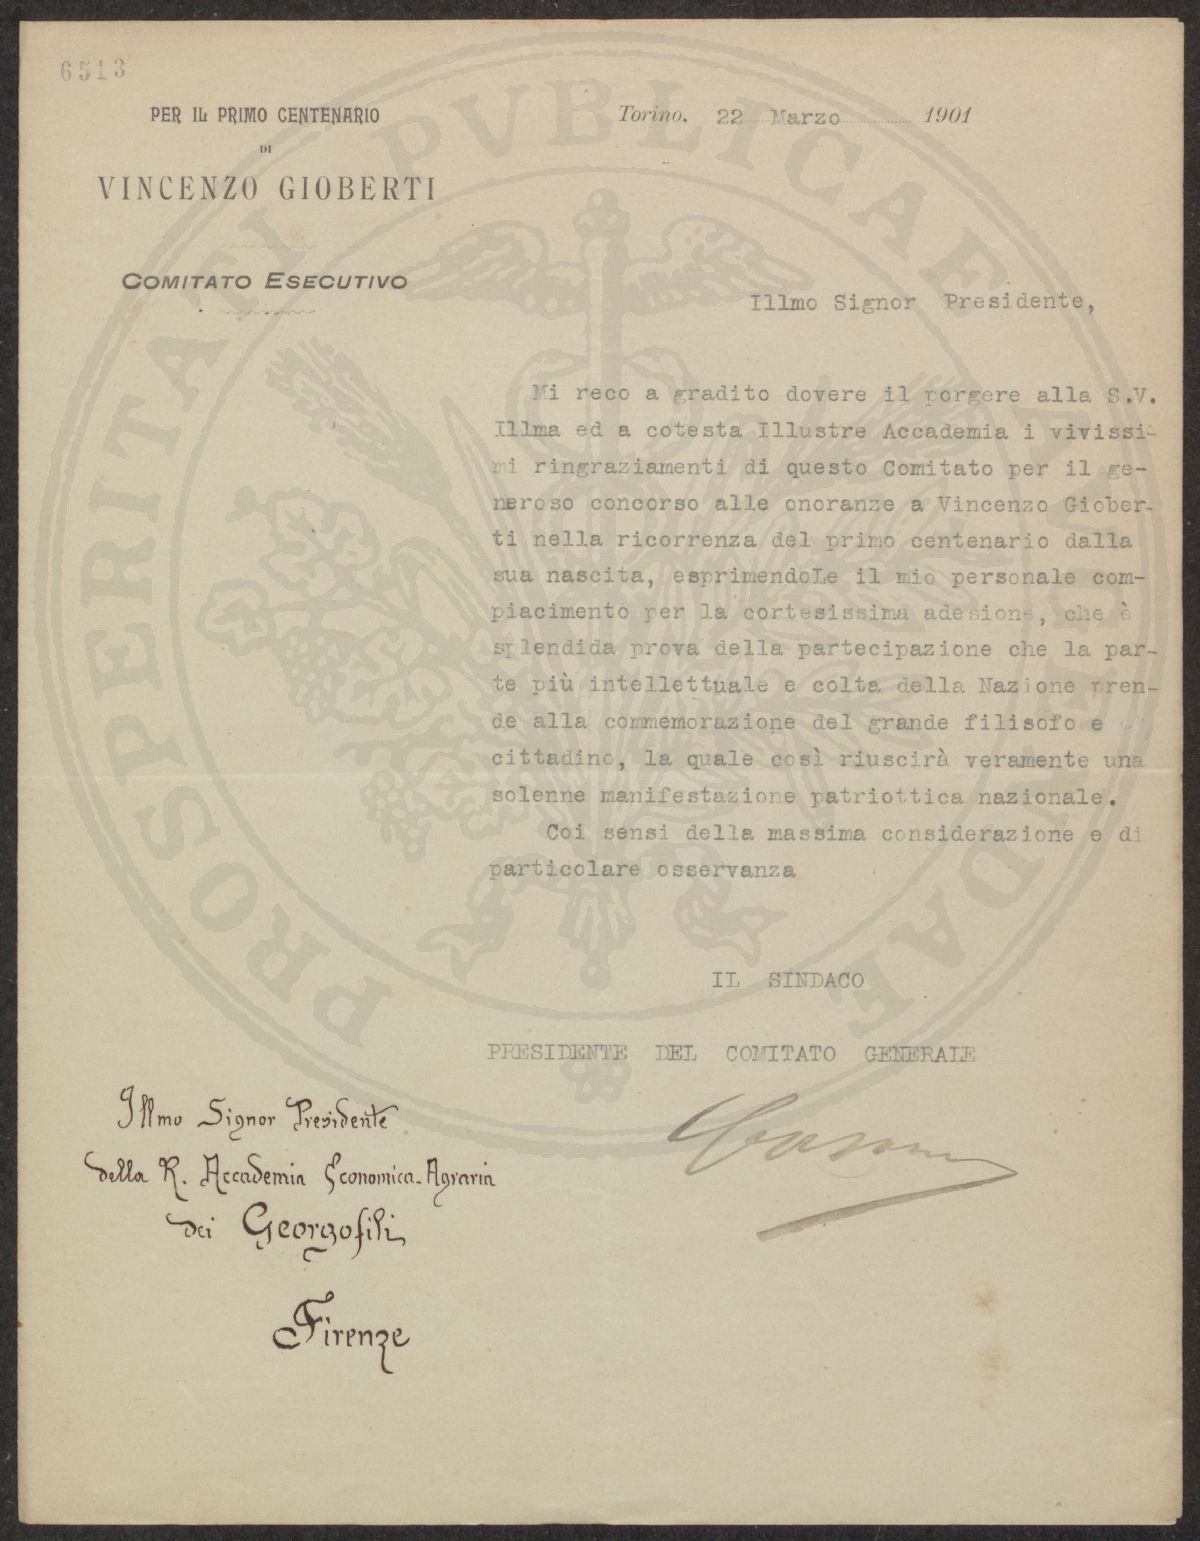 6513
PER IL PRIMO CENTENARIO
DI
VINCENZO GIOBERTI
COMITATO ESECUTIVO
Torino, 22 Marzo 1901
Illmo Signor Presidente,
Mi reco a gradito dovere il porgere alla S.V.
Illma ed a cotesta Illustre Accademia i vivissi-
mi ringraziamenti di questo Comitato per il ge-
neroso concorso alle onoranze a Vincenzo Giober-
ti nella ricorrenza del primo centenario dalla
sua nascita, esprimendoLe il mio personale com-
piacimento per la cortesissima adesione, che è
splendida prova della partecipazione che la par-
te più intellettuale e colta della Nazione pren-
de alla commemorazione del grande filisofo e
cittadino, la quale così riuscirà veramente una
solenne manifestazione patriottica nazionale.
Coi sensi della massima considerazione e di
particolare osservanza
IL SINDACO
PRESIDENTE DEL COMITATO GENERALE
Illmo Signor Presidente
della R. Accademia Economica-Agraria
dei Georgofili
Firenze
PROSPERITATI PVBLICAE AVGENDAE